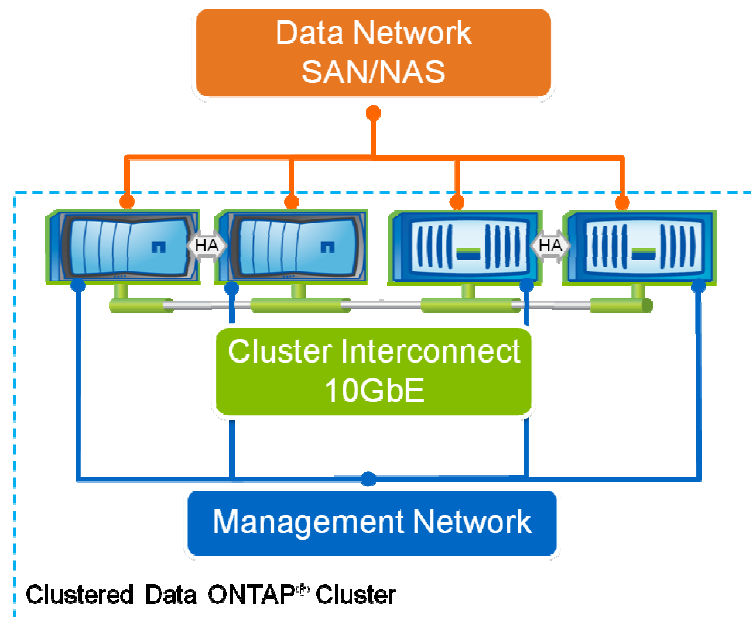 Data Network
SAN/NAS
HA
HA
Cluster Interconnect
10GbE
Management Network
Clustered Data ONTAP® Cluster